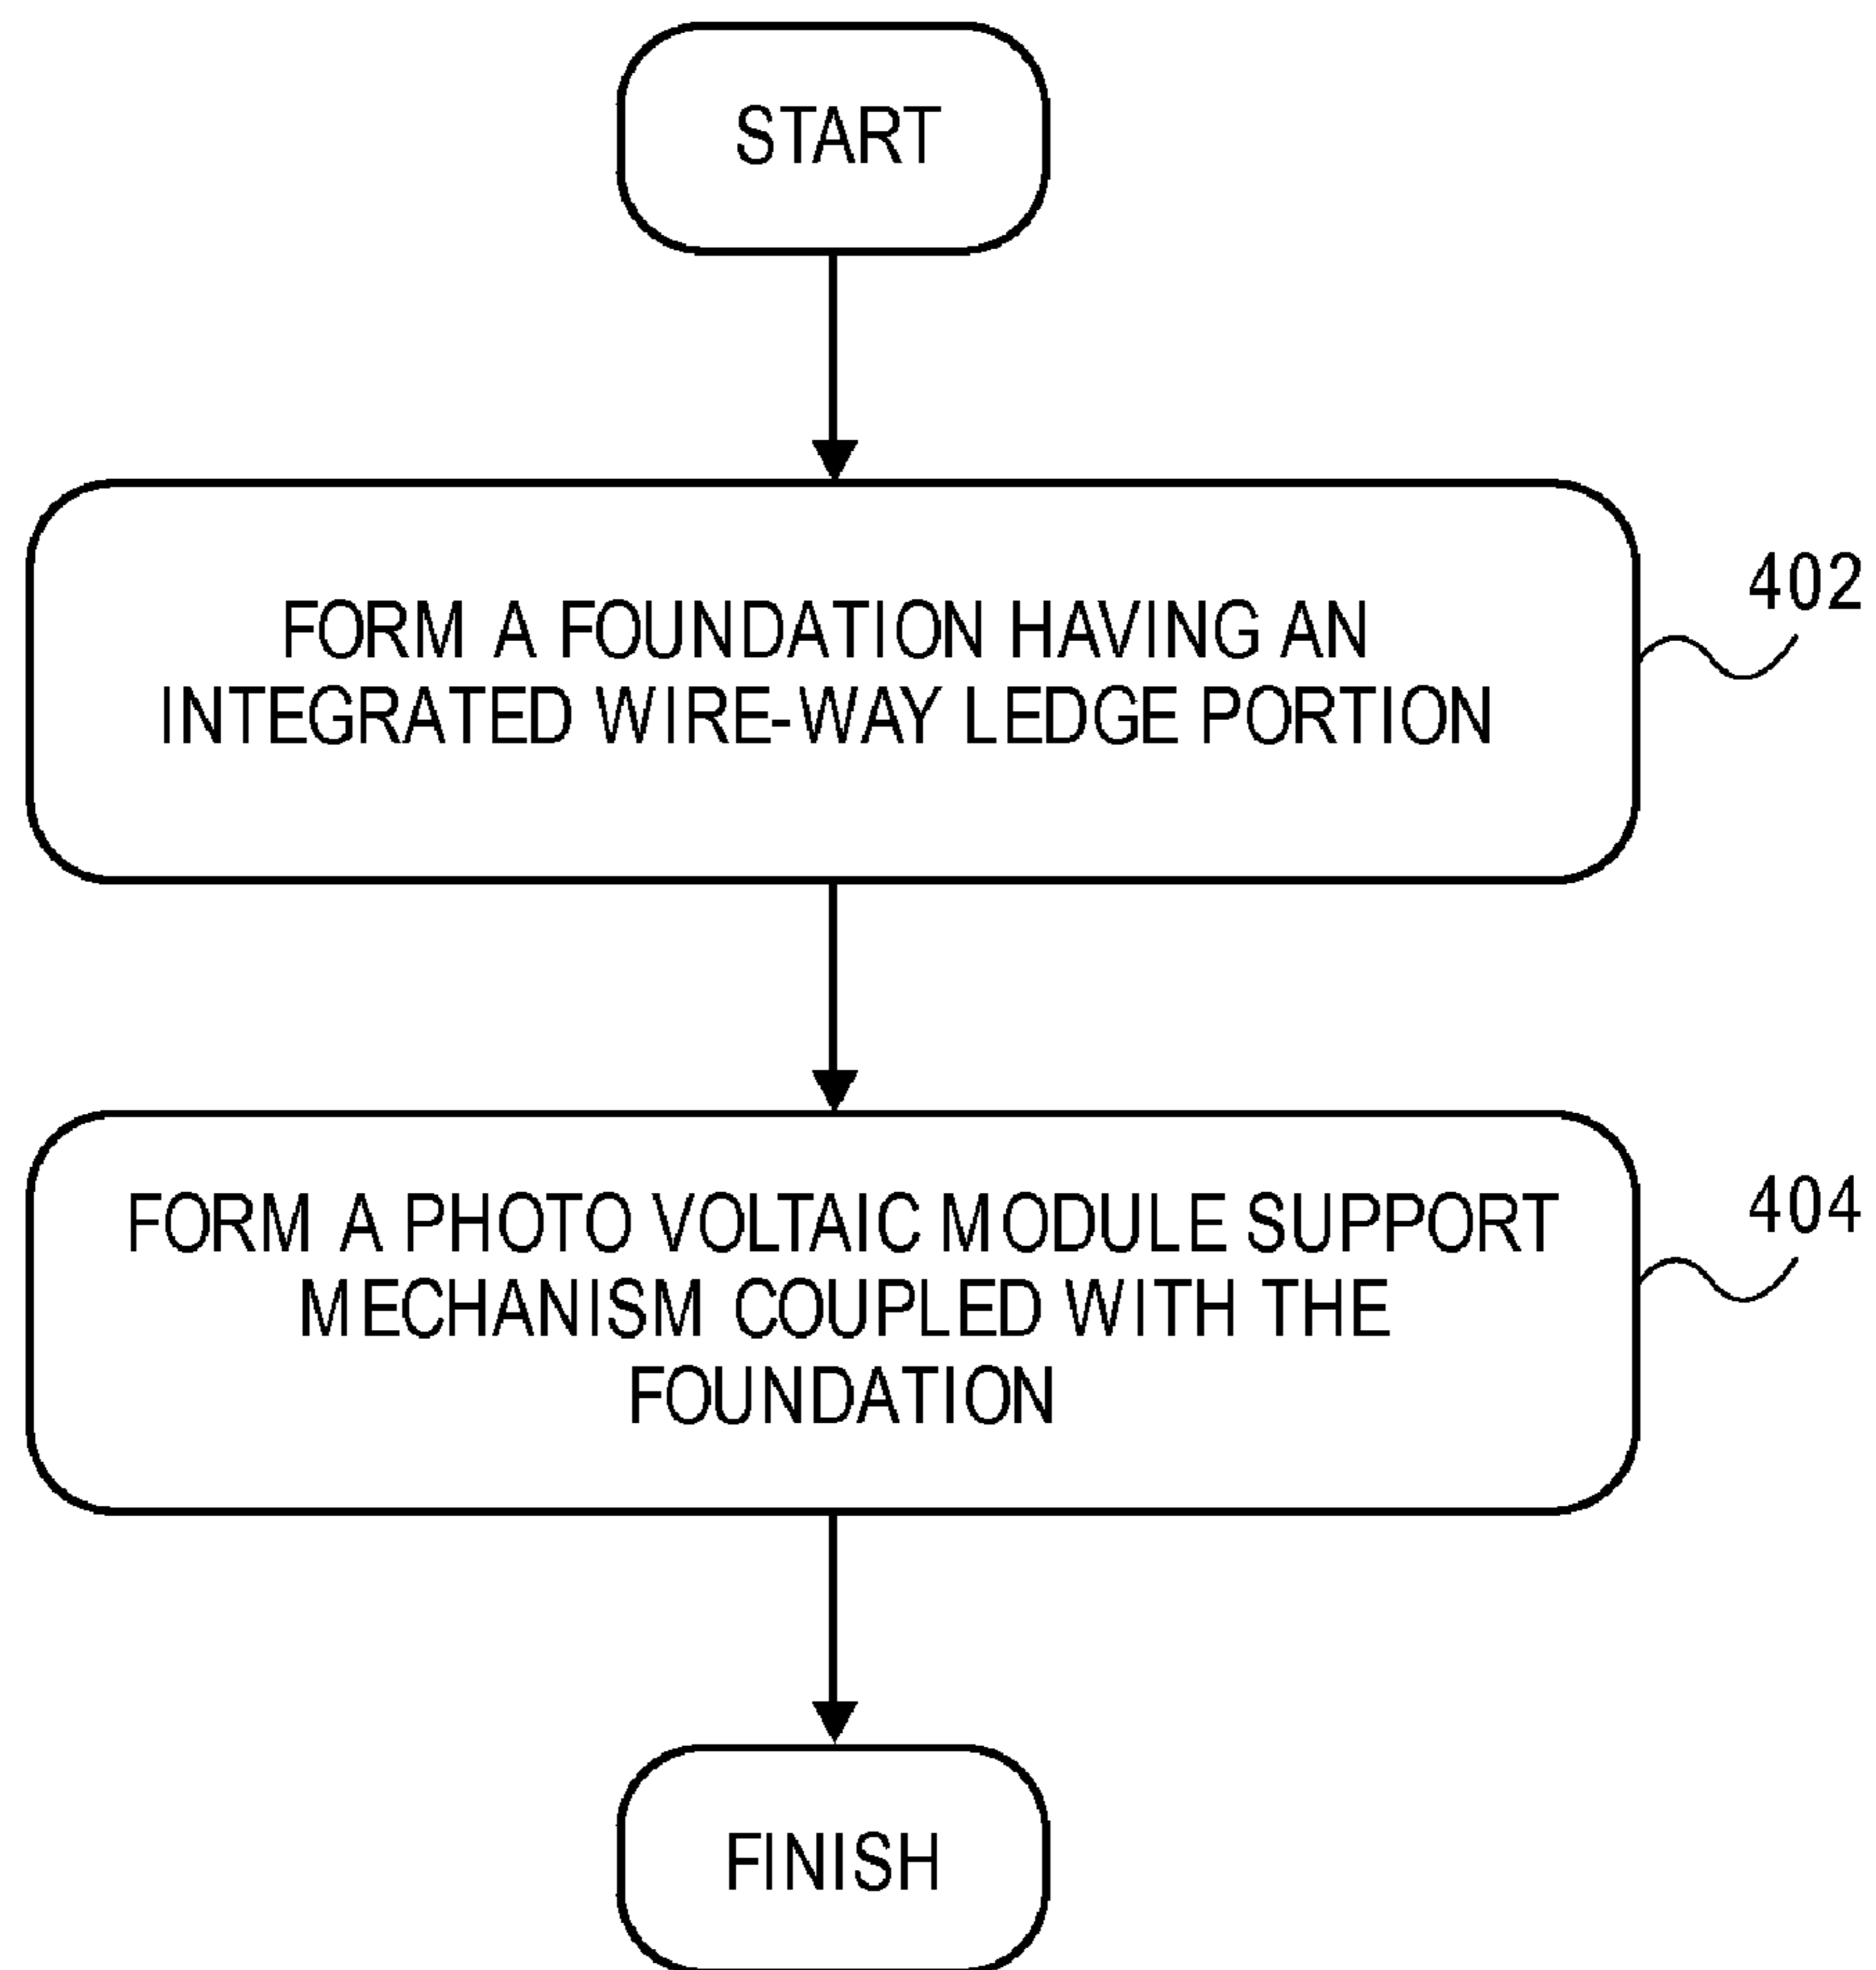 START
402
FORM A FOUNDATION HAVING AN
INTEGRATED WIRE-WAY LEDGE PORTION
404
FORM A PHOTO VOLTAIC MODULE SUPPORT
MECHANISM COUPLED WITH THE
FOUNDATION
FINISH